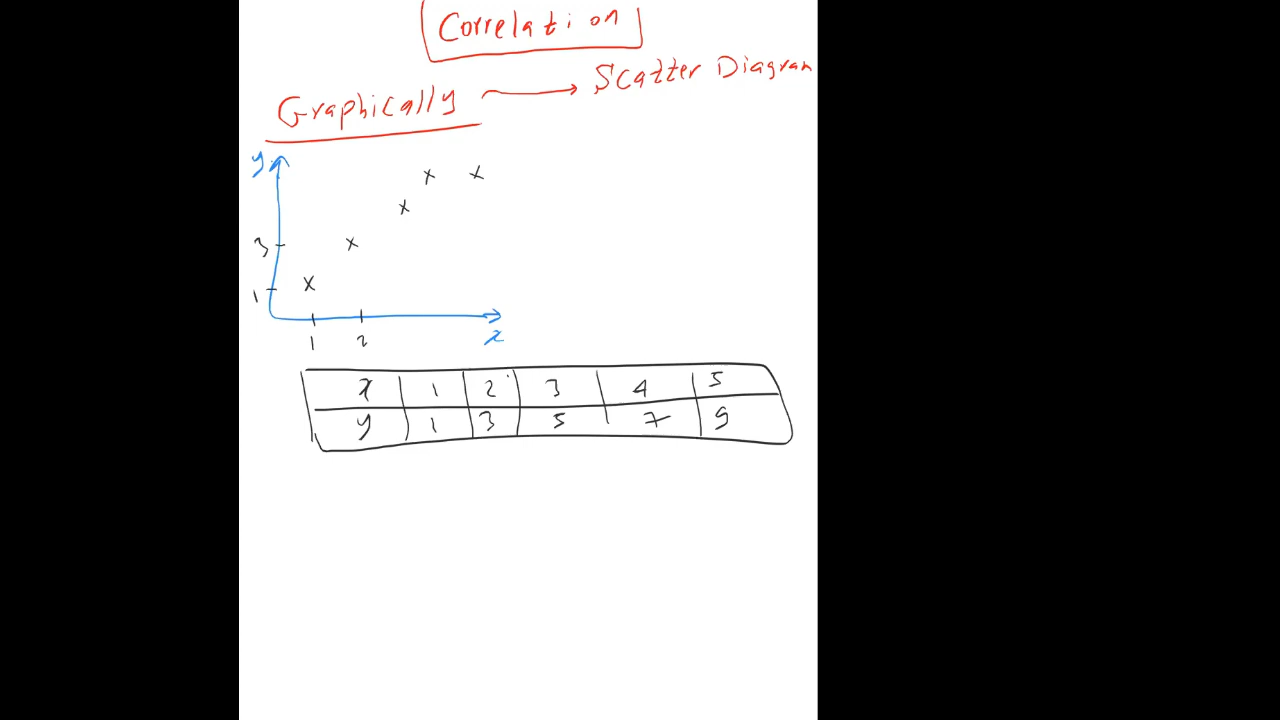 Correlation
Graphically → Scatter Diagram
y
3
1
1 2 x
x 1 2 3 4 5
y 1 3 5 7 9